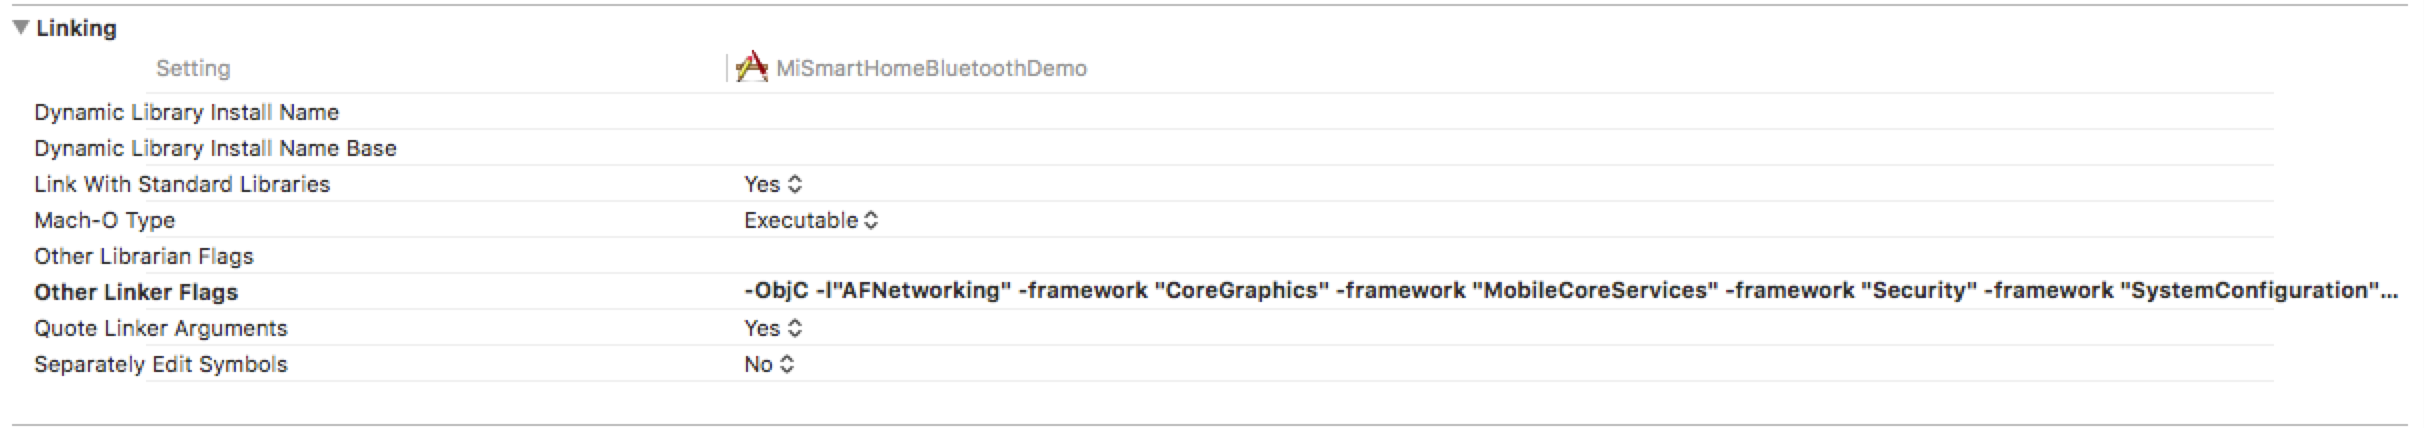 Linking
Setting MiSmartHomeBluetoothDemo
Dynamic Library Install Name
Dynamic Library Install Name Base
Link With Standard Libraries Yes
Mach-O Type Executable
Other Librarian Flags
Other Linker Flags -ObjC -l"AFNetworking" -framework "CoreGraphics" -framework "MobileCoreServices" -framework "Security" -framework "SystemConfiguration"...
Quote Linker Arguments Yes
Separately Edit Symbols No